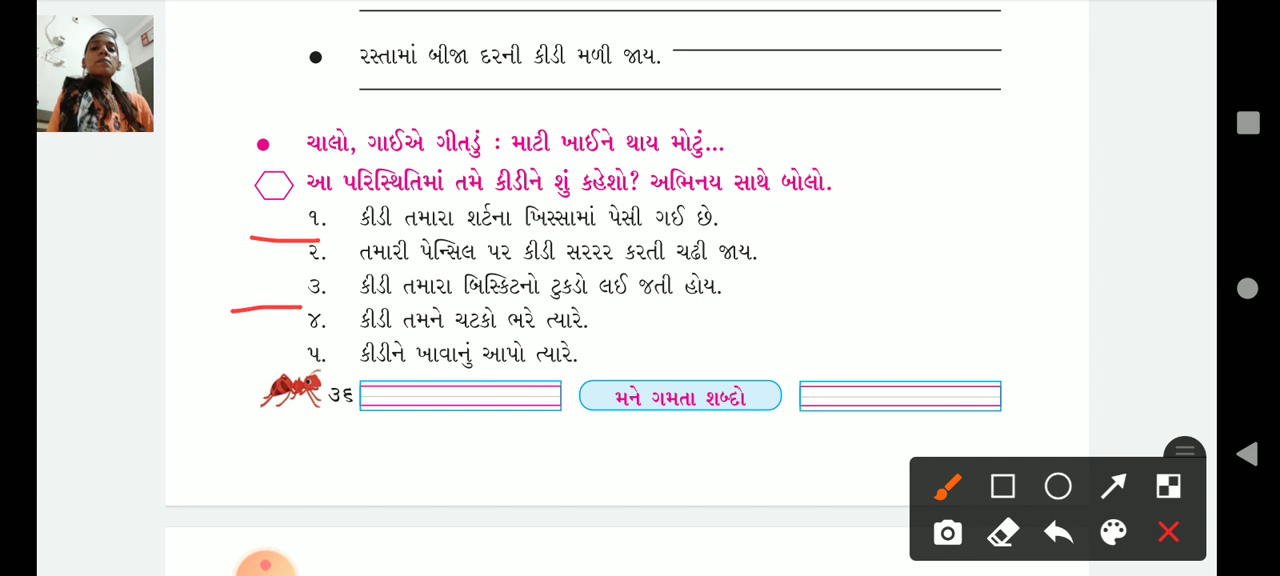 રસ્તામાં બીજા દરની કીડી મળી જાય.
ચાલો, ગાઈએ ગીતડું : માટી ખાઈને થાય મોટું...
આ પરિસ્થિતિમાં તમે કીડીને શું કહેશો? અભિનય સાથે બોલો.
૧. કીડી તમારા શર્ટના ખિસ્સામાં પેસી ગઈ છે.
૨. તમારી પેન્સિલ પર કીડી સરરર કરતી ચઢી જાય.
૩. કીડી તમારા બિસ્કિટનો ટુકડો લઈ જતી હોય.
૪. કીડી તમને ચટકો ભરે ત્યારે.
૫. કીડીને ખાવાનું આપો ત્યારે.
૩૬ મને ગમતા શબ્દો